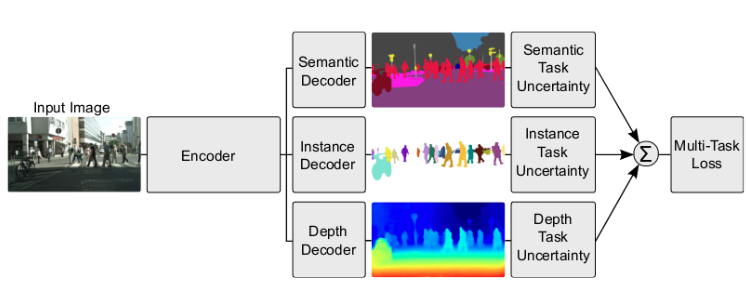 Input Image
Encoder
Semantic
Decoder
Instance
Decoder
Depth
Decoder
Semantic
Task
Uncertainty
Instance
Task
Uncertainty
Depth
Task
Uncertainty
Σ
Multi-Task
Loss